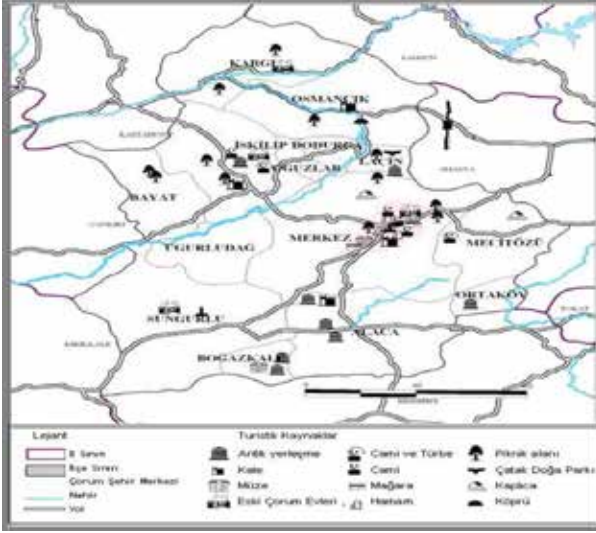 KARGI
OSMANCIK
İSKİLİP DODURGA
LAÇİN
OĞUZLAR
BAYAT
MERKEZ
MECİTÖZÜ
UĞURLUDAĞ
ORTAKÖY
TOKAT
SUNGURLU
ALACA
BOĞAZKALE
Lejant
İl Sınırı
İlçe Sınırı
Çorum Şehir Merkezi
Nehir
Yol
Turistik Kaynaklar
Antik yerleşme
Kale
Müze
Eski Çorum Evleri
Cami ve Türbe
Cami
Mağara
Hamam
Piknik alanı
Çatak Doğa Parkı
Kaplıca
Köprü